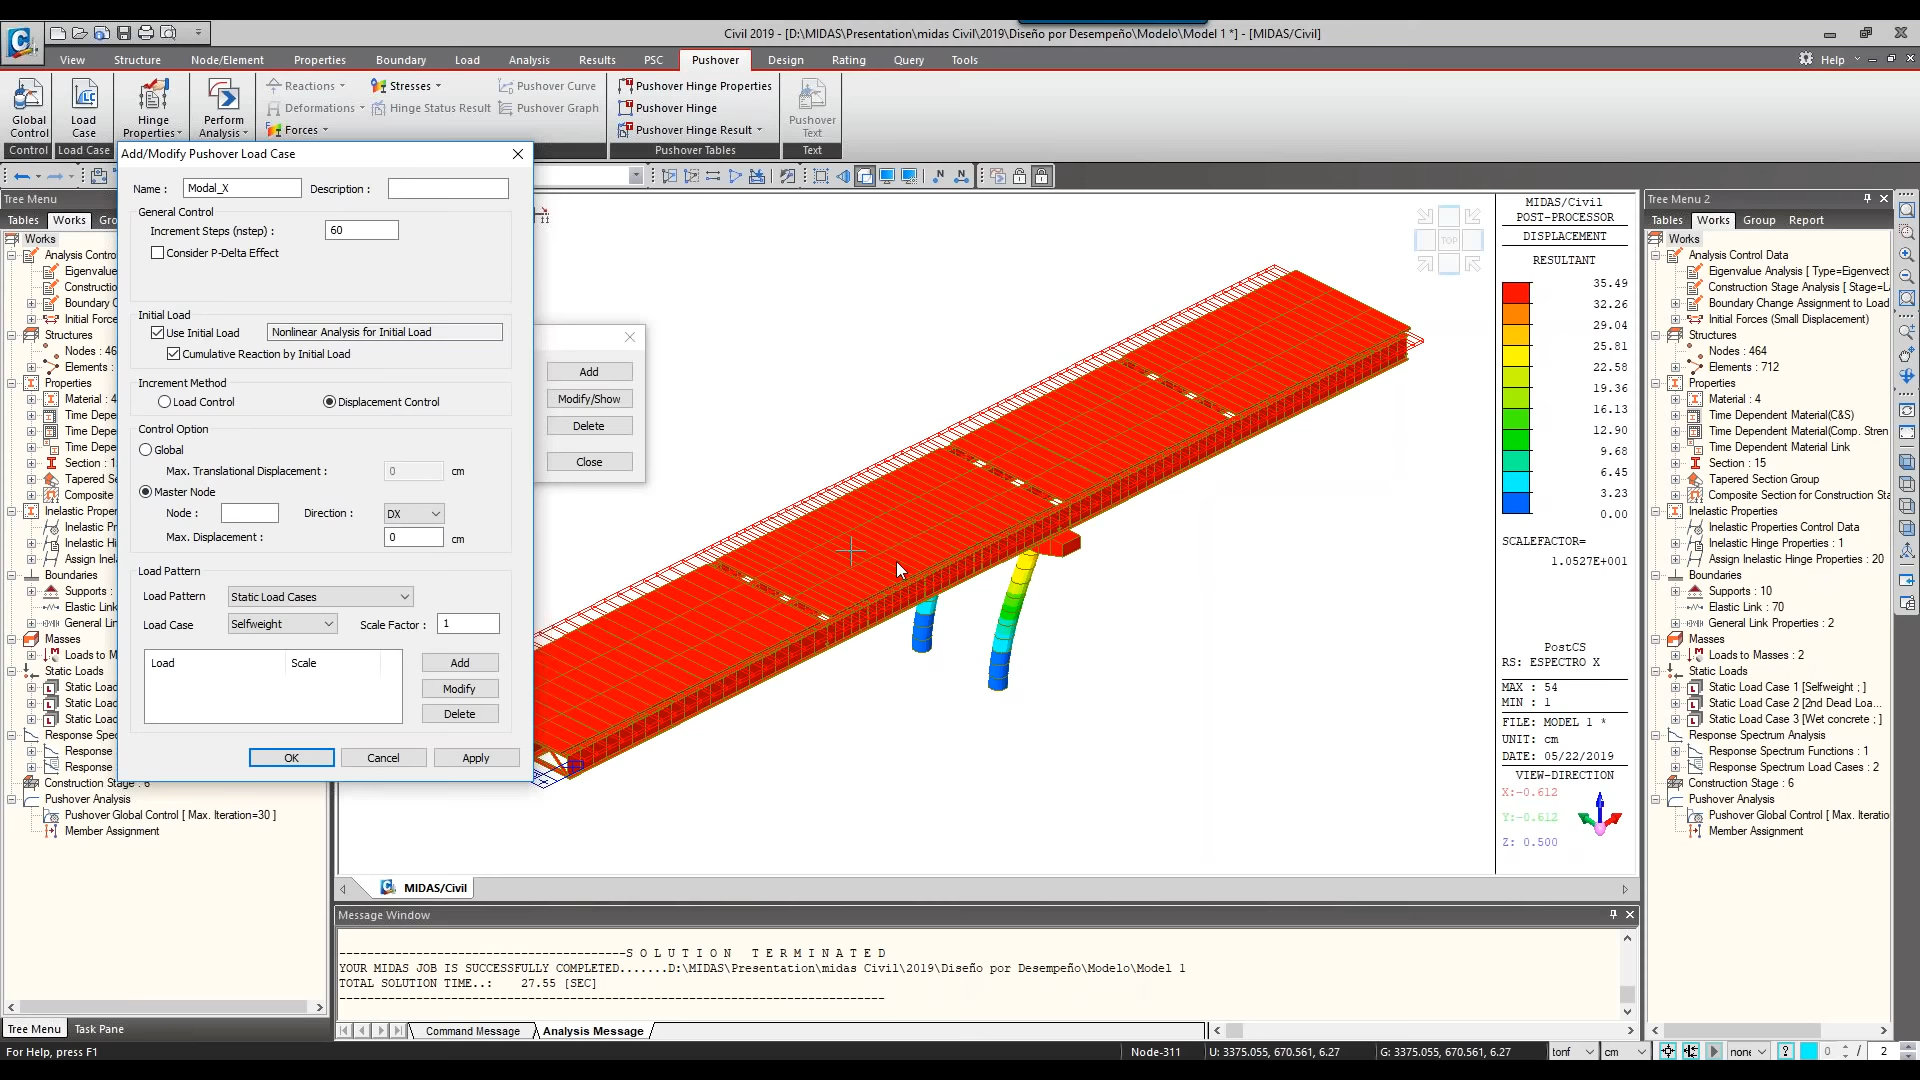 Civil 2019 - [D:\MIDAS\Presentation\midas Civil\2019\Diseño por Desempeño\Modelo\Model 1 *] - [MIDAS/Civil]
View Structure Node/Element Properties Boundary Load Analysis Results PSC Pushover Design Rating Query Tools Help
Reactions Stresses Pushover Curve Pushover Hinge Properties
Deformations Hinge Status Result Pushover Graph Pushover Hinge
Global Control Load Case Hinge Properties Perform Analysis Forces Pushover Hinge Result Pushover Text
Control Load Case Pushover Tables Text
Add/Modify Pushover Load Case
Name : Modal_X Description :
General Control
Increment Steps (nstep) : 60
Consider P-Delta Effect
Initial Load
Use Initial Load Nonlinear Analysis for Initial Load
Cumulative Reaction by Initial Load
Increment Method
Load Control Displacement Control
Control Option
Global
Max. Translational Displacement : 0 cm
Master Node
Node : Direction : DX
Max. Displacement : 0 cm
Load Pattern
Load Pattern Static Load Cases
Load Case Selfweight Scale Factor : 1
Load Scale
Add
Modify
Delete
OK Cancel Apply
Add
Modify/Show
Delete
Close
Tree Menu
Tables Works Gro
Works
Analysis Contro
Eigenvalue
Construction
Boundary C
Initial Force
Structures
Nodes : 46
Elements :
Properties
Material : 4
Time Depe
Time Depe
Time Depe
Section : 1
Tapered Se
Composite
Inelastic Proper
Inelastic Pr
Inelastic Hi
Assign Inel
Boundaries
Supports :
Elastic Link
General Lin
Masses
Loads to M
Static Loads
Static Load
Static Load
Static Load
Response Spec
Response
Response
Construction Stage : 6
Pushover Analysis
Pushover Global Control [ Max. Iteration=30 ]
Member Assignment
Tree Menu Task Pane
TOP
MIDAS/Civil
POST-PROCESSOR
DISPLACEMENT
RESULTANT
35.49
32.26
29.04
25.81
22.58
19.36
16.13
12.90
9.68
6.45
3.23
0.00
SCALEFACTOR=
1.0527E+001
PostCS
RS: ESPECTRO X
MAX : 54
MIN : 1
FILE: MODEL 1 *
UNIT: cm
DATE: 05/22/2019
VIEW-DIRECTION
X:-0.612
Y:-0.612
Z: 0.500
MIDAS/Civil
Message Window
SOLUTION TERMINATED
YOUR MIDAS JOB IS SUCCESSFULLY COMPLETED.......D:\MIDAS\Presentation\midas Civil\2019\Diseño por Desempeño\Modelo\Model 1
TOTAL SOLUTION TIME..: 27.55 [SEC]
Command Message Analysis Message
Tree Menu 2
Tables Works Group Report
Works
Analysis Control Data
Eigenvalue Analysis [ Type=Eigenvect
Construction Stage Analysis [ Stage=L
Boundary Change Assignment to Load
Initial Forces (Small Displacement)
Structures
Nodes : 464
Elements : 712
Properties
Material : 4
Time Dependent Material(C&S)
Time Dependent Material(Comp. Stren
Time Dependent Material Link
Section : 15
Tapered Section Group
Composite Section for Construction Sta
Inelastic Properties
Inelastic Properties Control Data
Inelastic Hinge Properties : 1
Assign Inelastic Hinge Properties : 20
Boundaries
Supports : 10
Elastic Link : 70
General Link Properties : 2
Masses
Loads to Masses : 2
Static Loads
Static Load Case 1 [Selfweight ; ]
Static Load Case 2 [2nd Dead Loa...
Static Load Case 3 [Wet concrete ; ]
Response Spectrum Analysis
Response Spectrum Functions : 1
Response Spectrum Load Cases : 2
Construction Stage : 6
Pushover Analysis
Pushover Global Control [ Max. Iteratio
Member Assignment
For Help, press F1 Node-311 U: 3375.055, 670.561, 6.27 G: 3375.055, 670.561, 6.27 tonf cm none ? 0 / 2